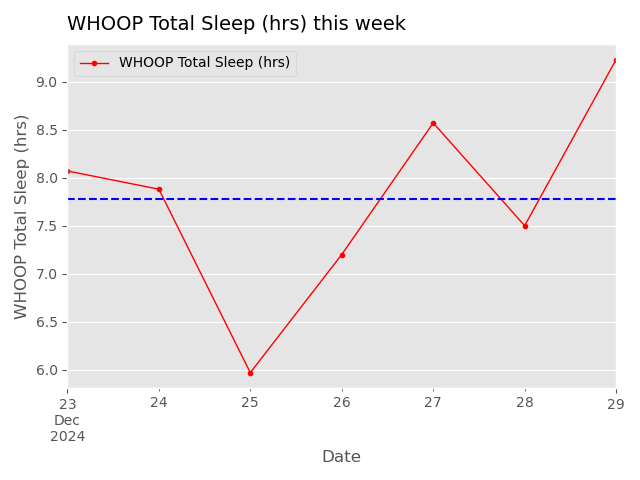 WHOOP Total Sleep (hrs) this week
WHOOP Total Sleep (hrs)
WHOOP Total Sleep (hrs)
9.0
8.5
8.0
7.5
7.0
6.5
6.0
23 24 25 26 27 28 29
Dec
2024
Date